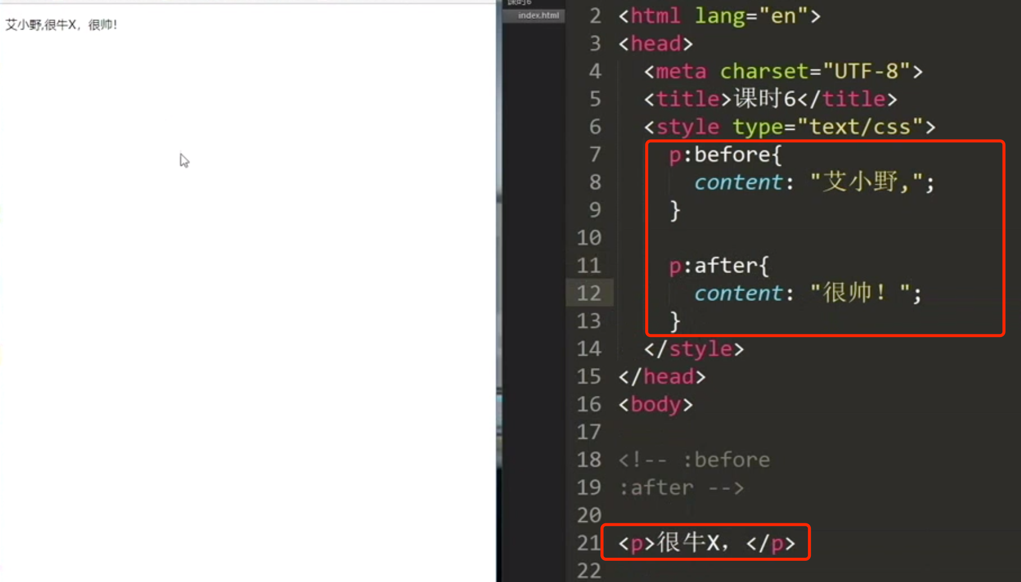 艾小野,很牛X，很帅!
课时6
index.html
2 <html lang="en">
3 <head>
4 <meta charset="UTF-8">
5 <title>课时6</title>
6 <style type="text/css">
7 p:before{
8 content: "艾小野,";
9 }
10
11 p:after{
12 content: "很帅！";
13 }
14 </style>
15 </head>
16 <body>
17
18 <!-- :before
19 :after -->
20
21 <p>很牛X，</p>
22